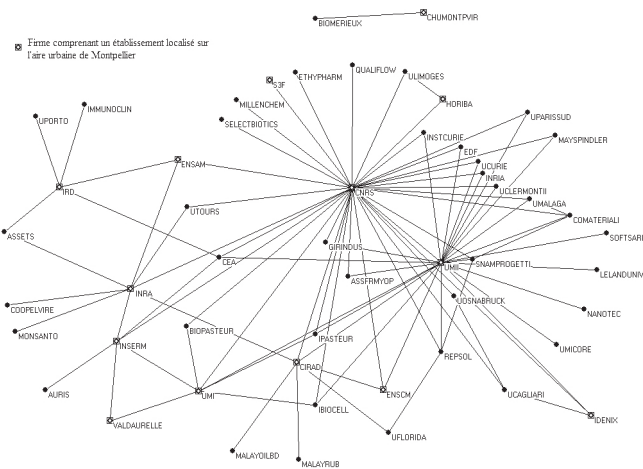 CHUMONTPVIR
BIOMERIEUX
Firme comprenant un établissement localisé sur
l'aire urbaine de Montpellier
QUALIFLOW
ETHYPHARM
ULIMOGES
S3F
MILLENCHEM
HORIBA
IMMUNOCLIN
UPORTO
SELECTBIOTICS
UPARISSUD
INSTCURIE
MAYSPINDLER
EDF
ENSAM
UCURIE
INRIA
IRD
CNRS
UCLERMONTII
UMALAGA
UTOURS
COMATERIALI
ASSETS
SOFTSARI
GIRINDUS
CEA
UMII
SNAMPROGETTI
LELANDUNIV
ASSFRMYOP
INRA
UOSNABRUCK
COOPELVIRE
NANOTEC
MONSANTO
BIOPASTEUR
IPASTEUR
INSERM
UMICORE
REPSOL
CIRAD
AURIS
UMI
ENSCM
UCAGLIARI
IBIOCELL
IDENIX
VALDAURELLE
UFLORIDA
MALAYOILBD
MALAYRUB